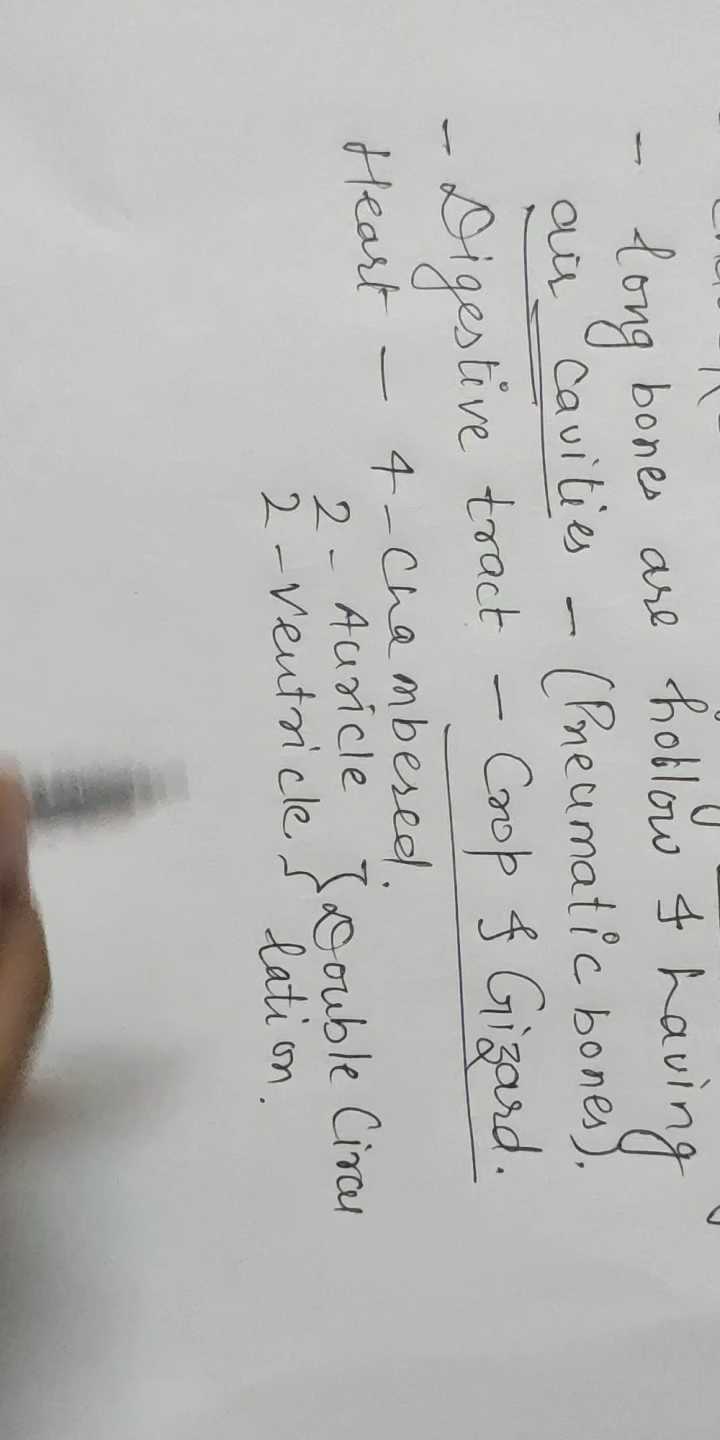 - long bones are hollow & having
air cavities - (Pneumatic bones).
- Digestive tract - Crop & Gizard.
Heart - 4 - Chambered
2 - Auricle
2 - Ventricle } { Double Circu
lation.